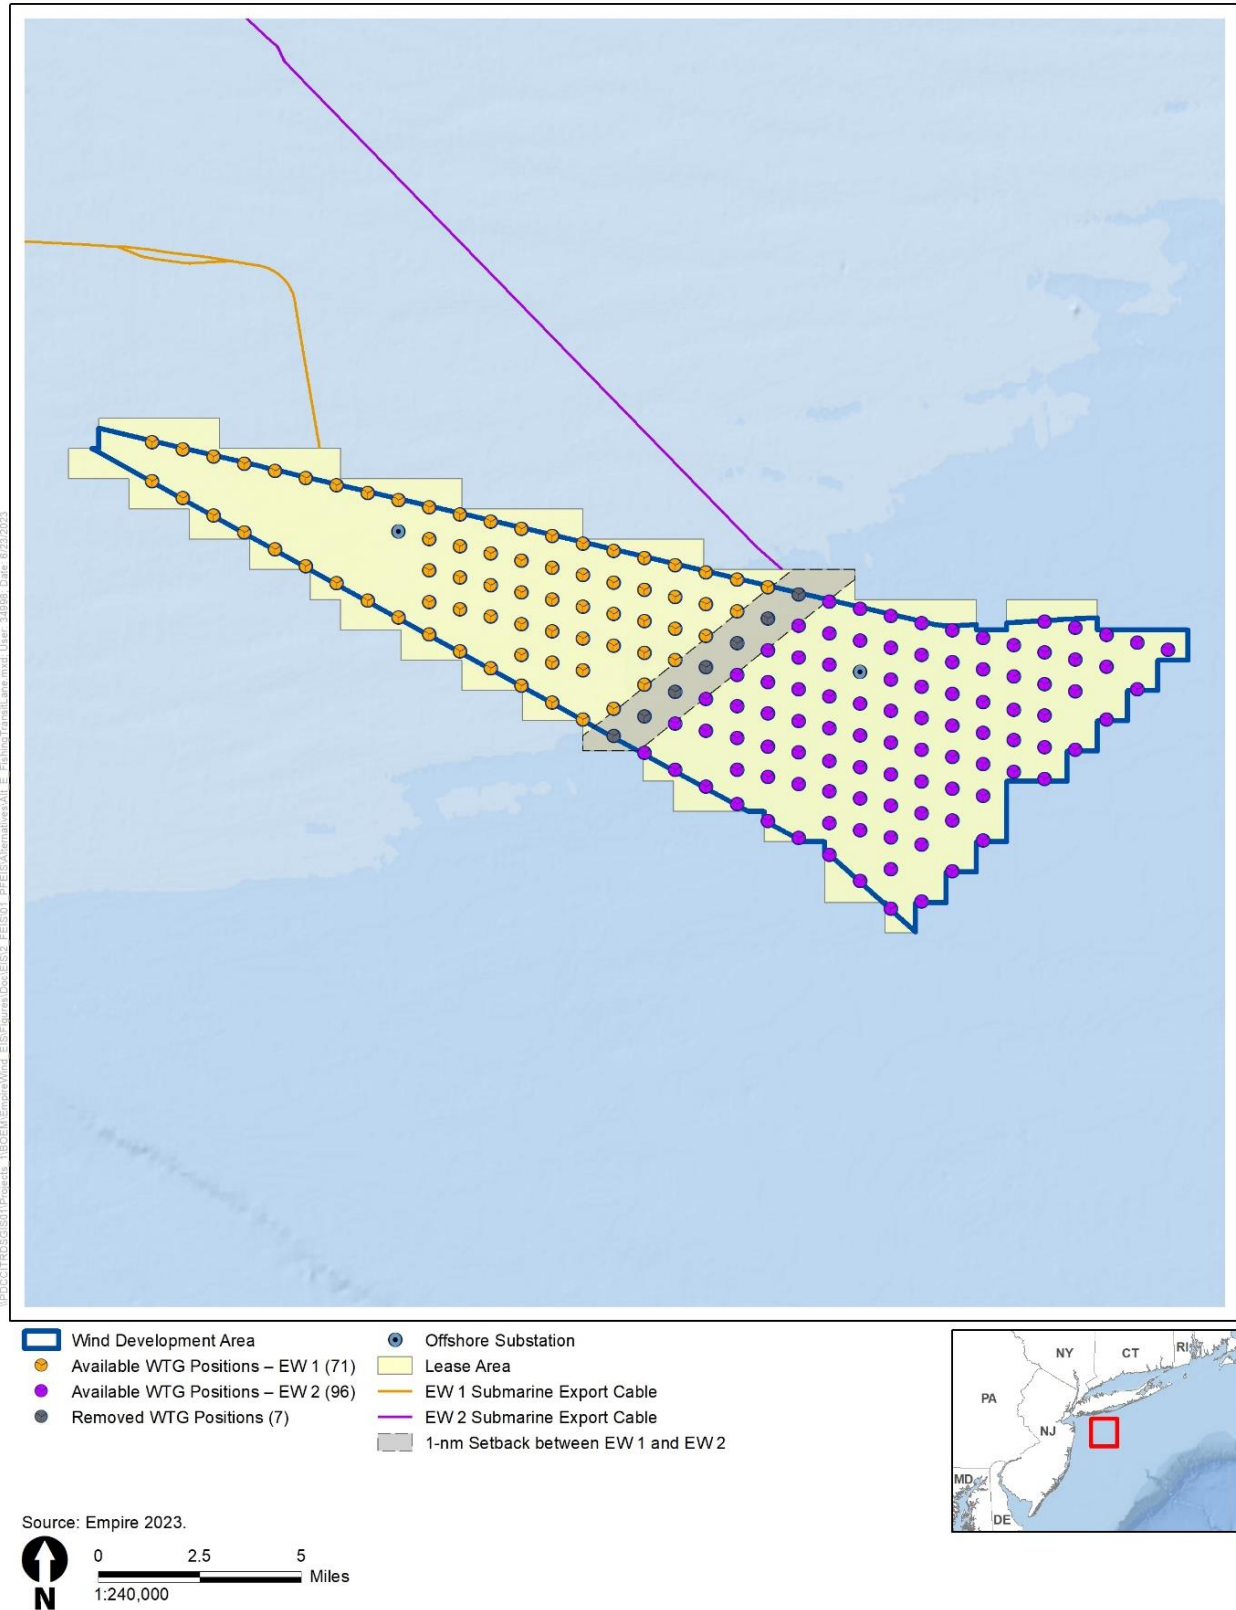 Wind Development Area
Available WTG Positions – EW 1 (71)
Available WTG Positions – EW 2 (96)
Removed WTG Positions (7)
Offshore Substation
Lease Area
EW 1 Submarine Export Cable
EW 2 Submarine Export Cable
1-nm Setback between EW 1 and EW 2
NY
CT
RI
PA
NJ
MD
DE
Source: Empire 2023.
N
0 2.5 5
Miles
1:240,000